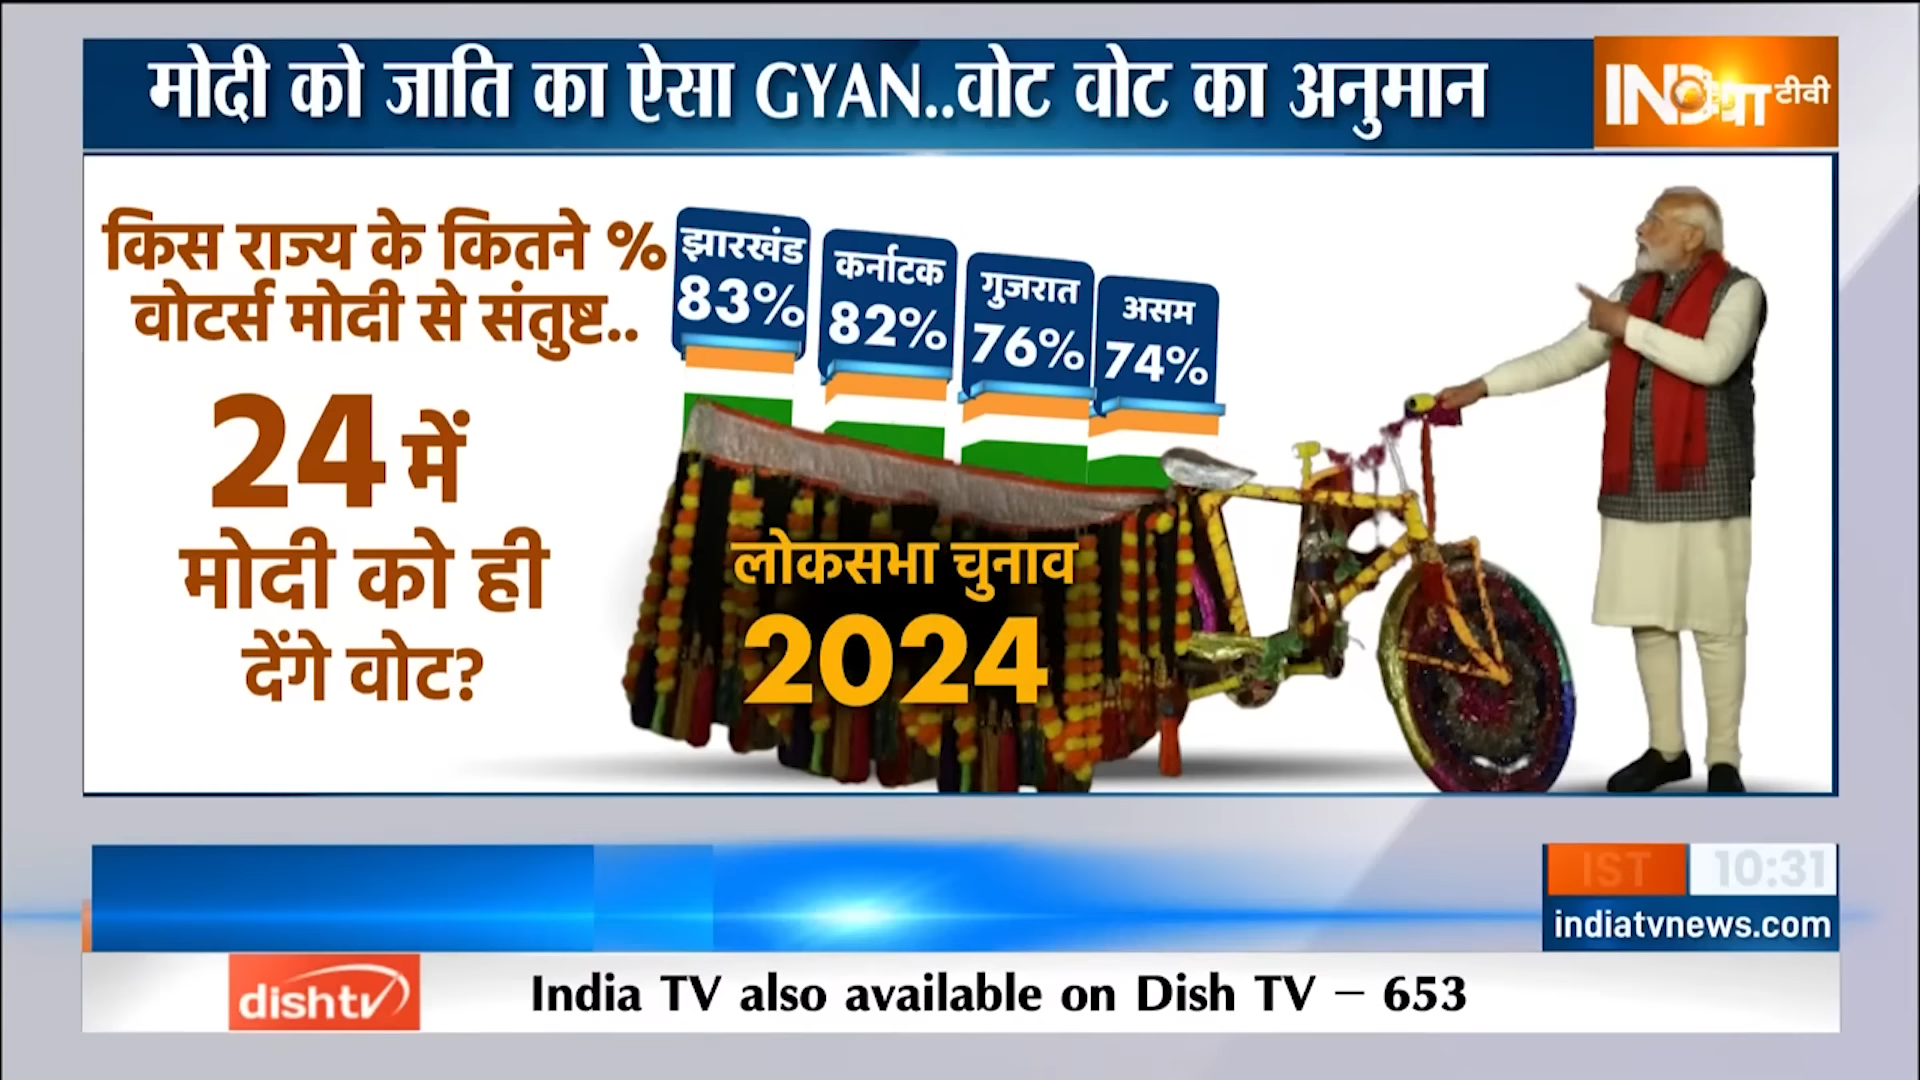 मोदी को जाति का ऐसा GYAN..वोट वोट का अनुमान
टीवी
किस राज्य के कितने %
वोटर्स मोदी से संतुष्ट..
24 में
मोदी को ही
देंगे वोट?
झारखंड
83%
कर्नाटक
82%
गुजरात
76%
असम
74%
लोकसभा चुनाव
2024
IST 10:31
indiatvnews.com
dishtv
India TV also available on Dish TV – 653